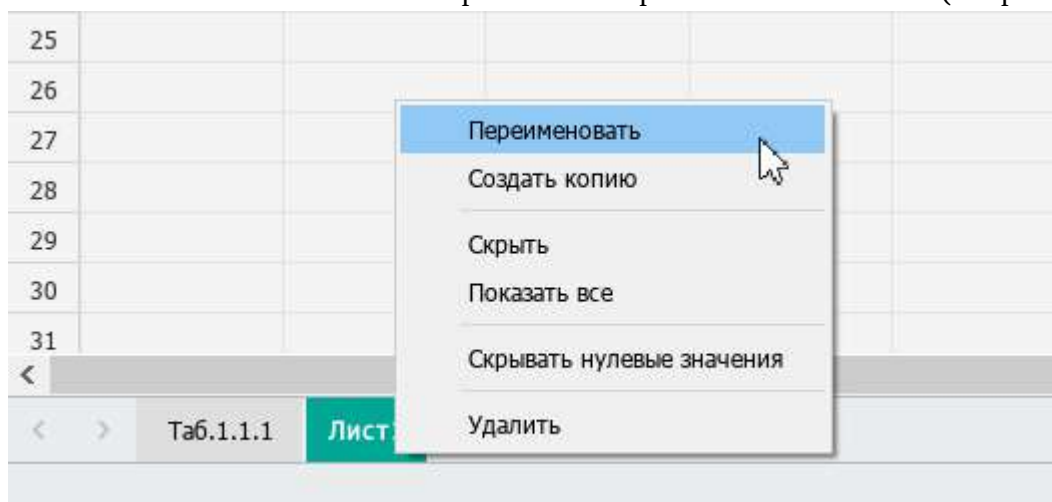 25
26
27
28
29
30
31
Переименовать
Создать копию
Скрыть
Показать все
Скрывать нулевые значения
Удалить
Таб.1.1.1
Лист